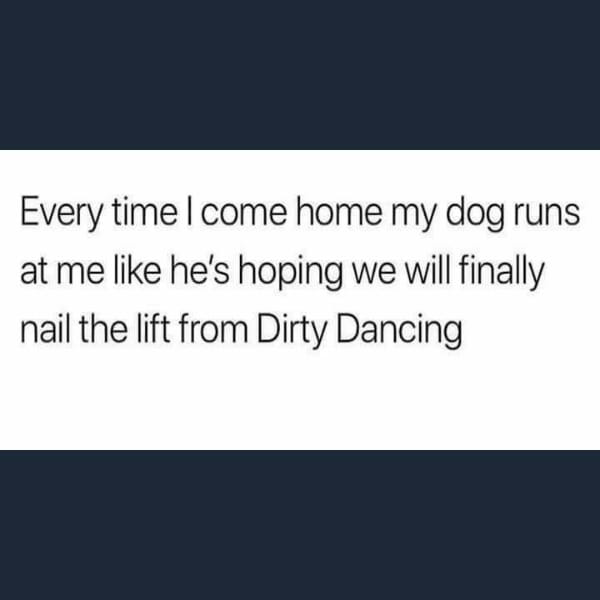 Every time I come home my dog runs
at me like he's hoping we will finally
nail the lift from Dirty Dancing